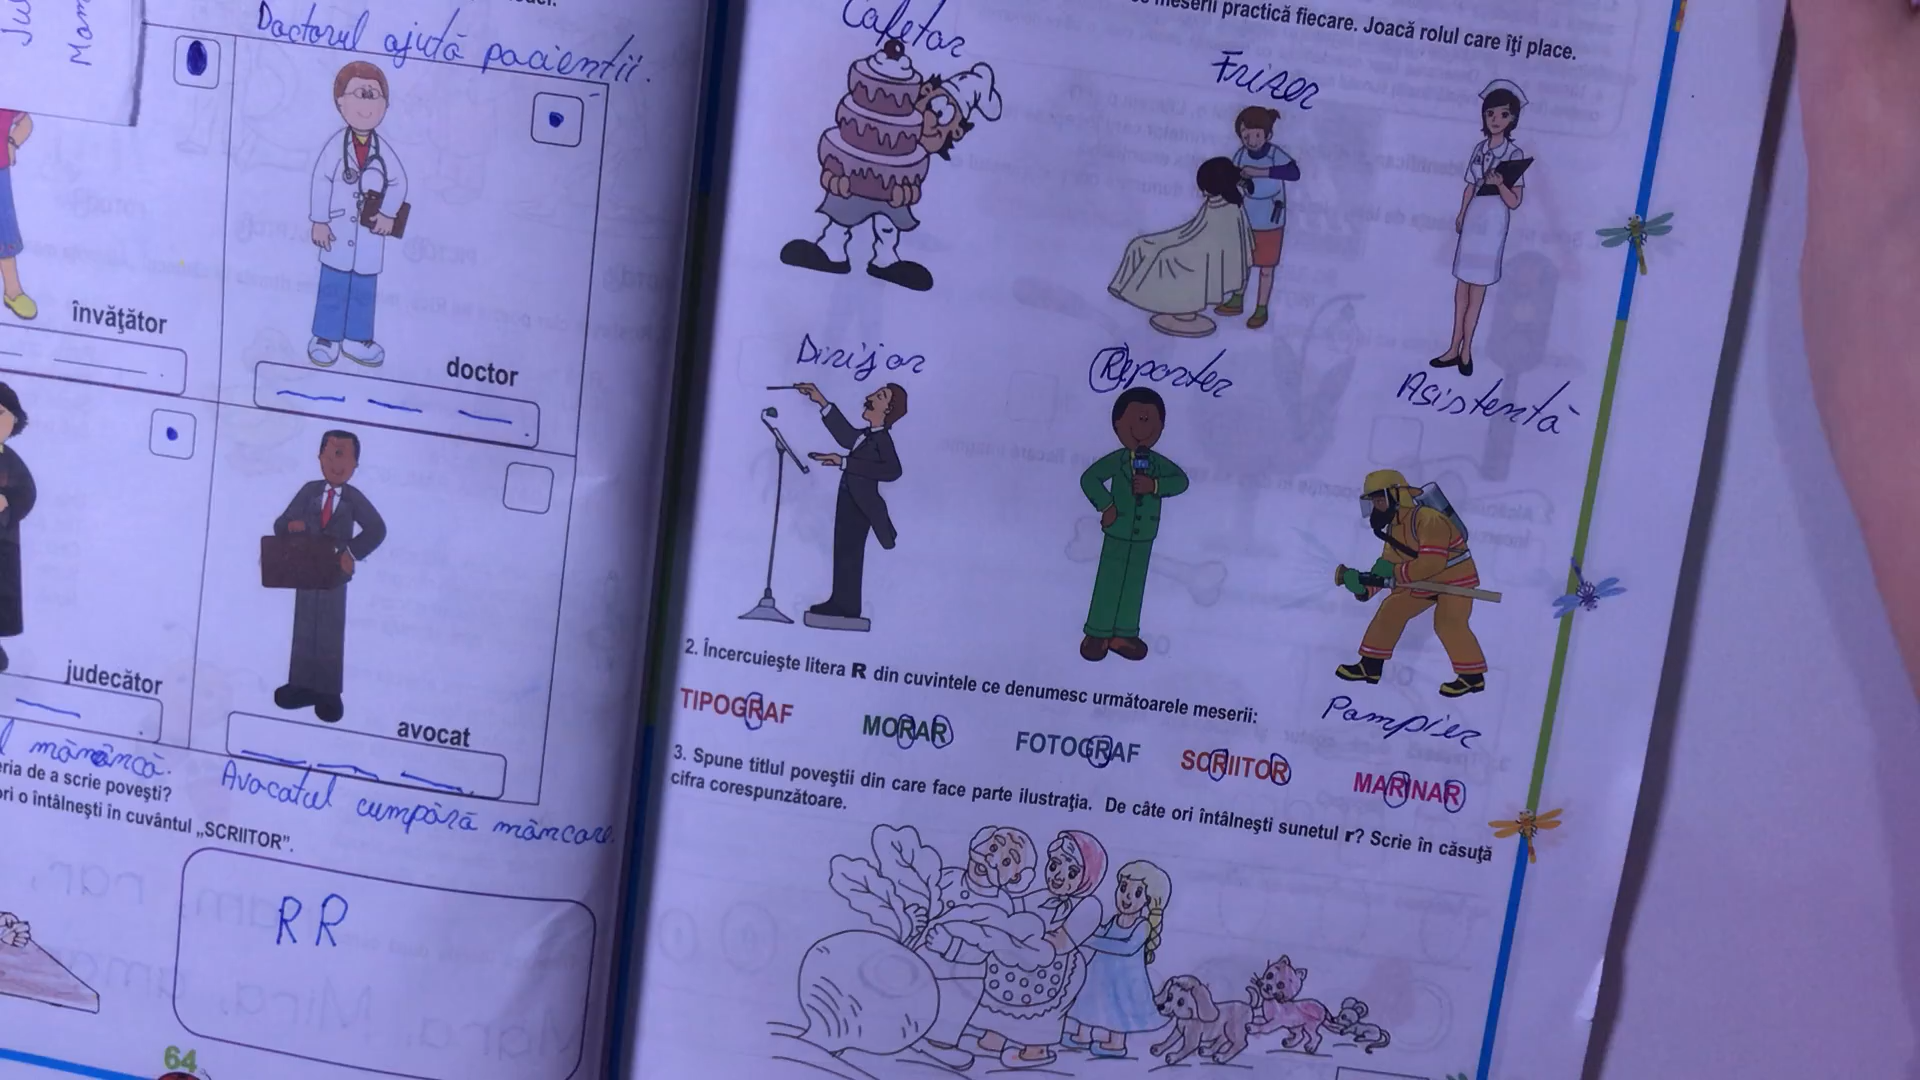 Mam
Doctorul ajută pacientii.
învăţător
doctor
judecător
avocat
mănâncă.
Avocatul cumpără mâncare.
ria de a scrie poveşti?
ori o întâlneşti în cuvântul „SCRIITOR”.
R R
64
meserii practică fiecare. Joacă rolul care îţi place.
Cofetar
Frizer
Asistentă
Dirijor
Reporter
Pompier
2. Încercuieşte litera R din cuvintele ce denumesc următoarele meserii:
TIPOGRAF MORAR FOTOGRAF SCRIITOR MARINAR
3. Spune titlul poveştii din care face parte ilustraţia. De câte ori întâlneşti sunetul r? Scrie în căsuţă
cifra corespunzătoare.